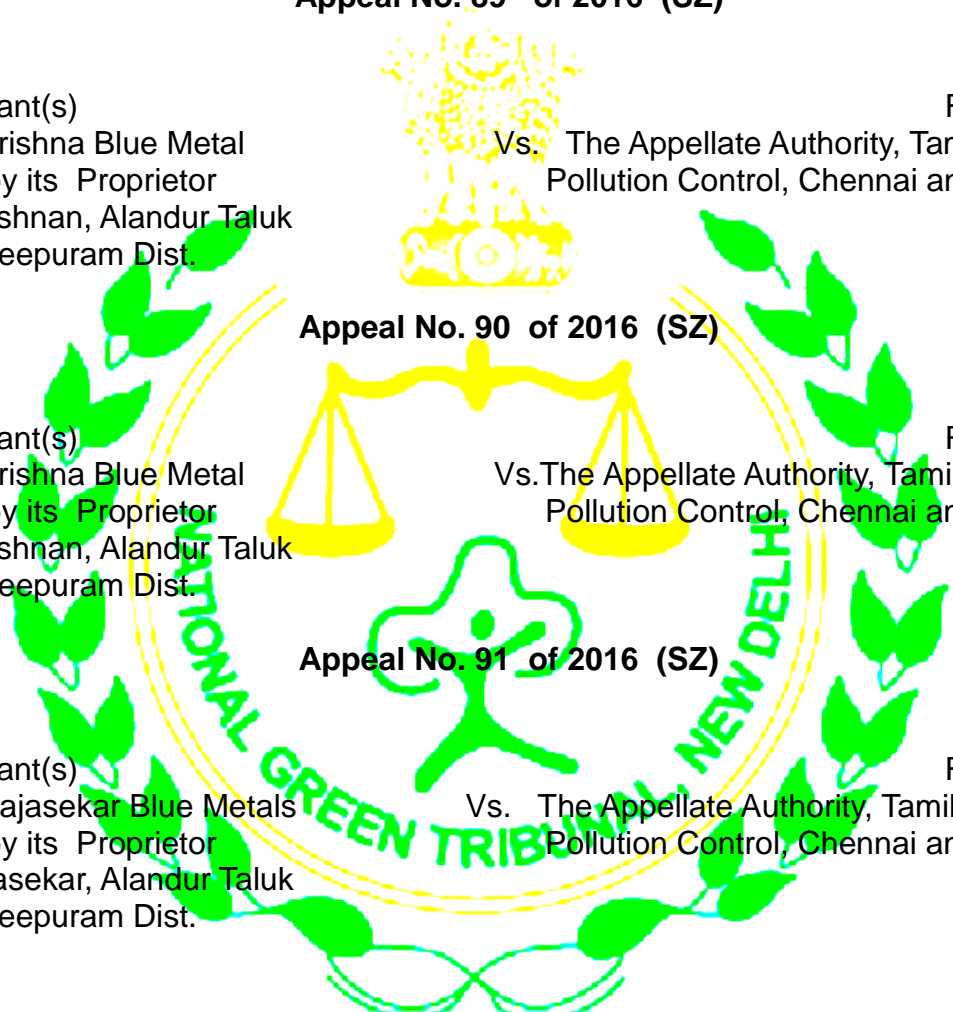 Appeal No. 89 of 2016 (SZ)
ant(s)
rishna Blue Metal Vs. The Appellate Authority, Tar
y its Proprietor Pollution Control, Chennai ar
shnan, Alandur Taluk
eepuram Dist.
Appeal No. 90 of 2016 (SZ)
ant(s)
rishna Blue Metal Vs.The Appellate Authority, Tami
y its Proprietor Pollution Control, Chennai ar
shnan, Alandur Taluk
eepuram Dist.
Appeal No. 91 of 2016 (SZ)
ant(s)
ajasekar Blue Metals Vs. The Appellate Authority, Tamil
y its Proprietor Pollution Control, Chennai ar
asekar, Alandur Taluk
eepuram Dist.
NATIONAL GREEN TRIBUNAL, NEW DELHI